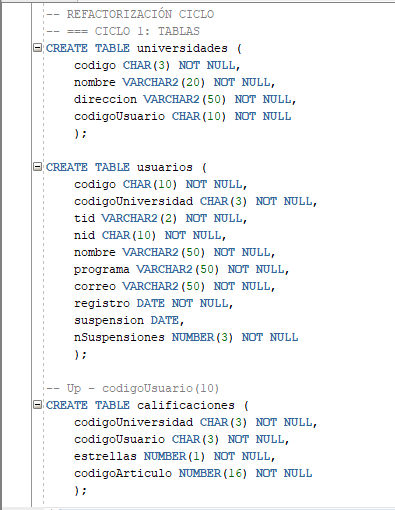 -- REFACTORIZACIÓN CICLO
-- === CICLO 1: TABLAS
CREATE TABLE universidades (
codigo CHAR(3) NOT NULL,
nombre VARCHAR2(20) NOT NULL,
direccion VARCHAR2(50) NOT NULL,
codigoUsuario CHAR(10) NOT NULL
);
CREATE TABLE usuarios (
codigo CHAR(10) NOT NULL,
codigoUniversidad CHAR(3) NOT NULL,
tid VARCHAR2(2) NOT NULL,
nid CHAR(10) NOT NULL,
nombre VARCHAR2(50) NOT NULL,
programa VARCHAR2(50) NOT NULL,
correo VARCHAR2(50) NOT NULL,
registro DATE NOT NULL,
suspension DATE,
nSuspensiones NUMBER(3) NOT NULL
);
-- Up - codigoUsuario(10)
CREATE TABLE calificaciones (
codigoUniversidad CHAR(3) NOT NULL,
codigoUsuario CHAR(3) NOT NULL,
estrellas NUMBER(1) NOT NULL,
codigoArticulo NUMBER(16) NOT NULL
);